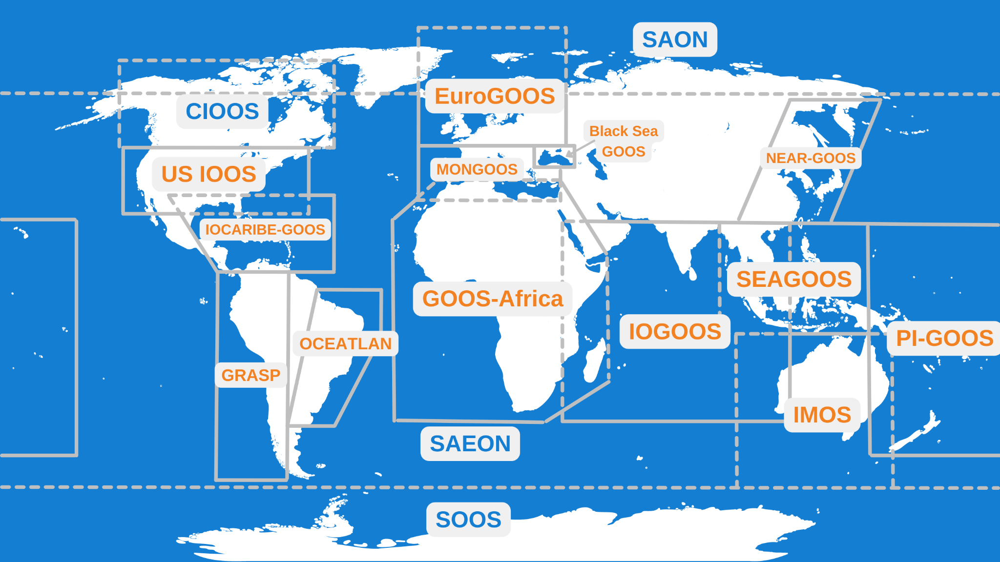 SAON
EuroGOOS
CIOOS
Black Sea
GOOS
US IOOS
MONGOOS
NEAR-GOOS
IOCARIBE-GOOS
SEAGOOS
GOOS-Africa
IOGOOS
PI-GOOS
OCEATLAN
GRASP
IMOS
SAEON
SOOS